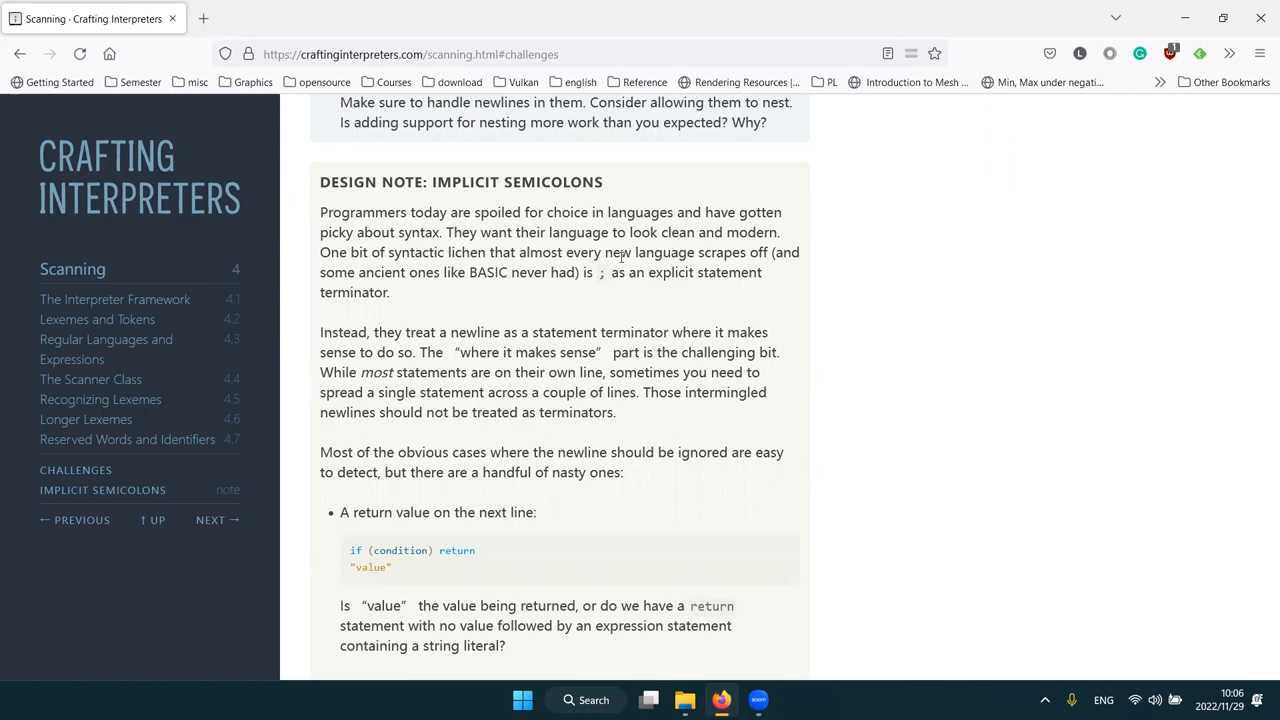 Scanning · Crafting Interpreters
https://craftinginterpreters.com/scanning.html#challenges
L
1
Getting Started Semester misc Graphics opensource Courses download Vulkan english Reference Rendering Resources |... PL Introduction to Mesh ... Min, Max under negati... Other Bookmarks
Make sure to handle newlines in them. Consider allowing them to nest.
Is adding support for nesting more work than you expected? Why?
CRAFTING
INTERPRETERS
Scanning 4
The Interpreter Framework 4.1
Lexemes and Tokens 4.2
Regular Languages and
Expressions 4.3
The Scanner Class 4.4
Recognizing Lexemes 4.5
Longer Lexemes 4.6
Reserved Words and Identifiers 4.7
CHALLENGES
IMPLICIT SEMICOLONS note
← PREVIOUS ↑ UP NEXT →
DESIGN NOTE: IMPLICIT SEMICOLONS
Programmers today are spoiled for choice in languages and have gotten
picky about syntax. They want their language to look clean and modern.
One bit of syntactic lichen that almost every new language scrapes off (and
some ancient ones like BASIC never had) is ; as an explicit statement
terminator.
Instead, they treat a newline as a statement terminator where it makes
sense to do so. The “where it makes sense” part is the challenging bit.
While most statements are on their own line, sometimes you need to
spread a single statement across a couple of lines. Those intermingled
newlines should not be treated as terminators.
Most of the obvious cases where the newline should be ignored are easy
to detect, but there are a handful of nasty ones:
• A return value on the next line:
if (condition) return
"value"
Is “value” the value being returned, or do we have a return
statement with no value followed by an expression statement
containing a string literal?
Search
zoom
ENG
10:06
2022/11/29